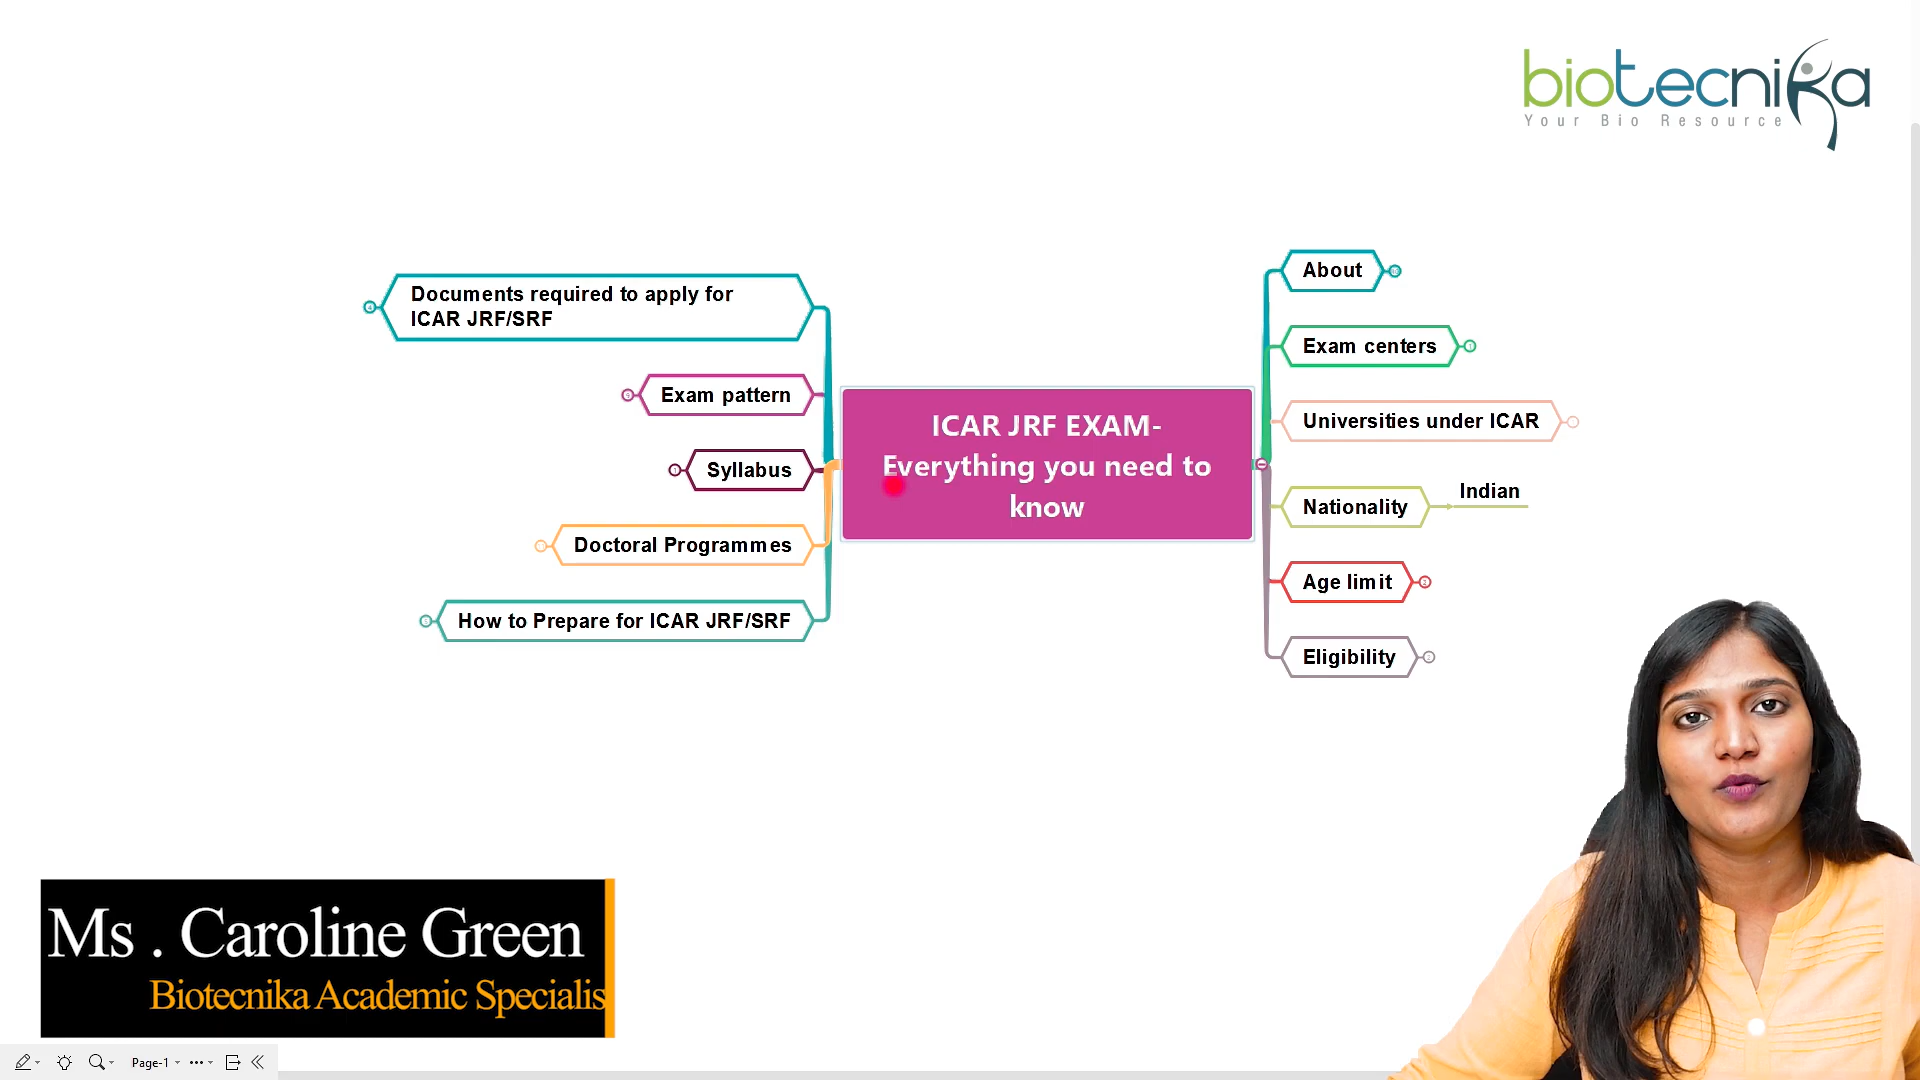 biotecnika
Your Bio Resource
Documents required to apply for
ICAR JRF/SRF
Exam pattern
Syllabus
Doctoral Programmes
How to Prepare for ICAR JRF/SRF
ICAR JRF EXAM-
Everything you need to
know
About
Exam centers
Universities under ICAR
Nationality
Indian
Age limit
Eligibility
Ms . Caroline Green
Biotecnika Academic Specialis
Page-1